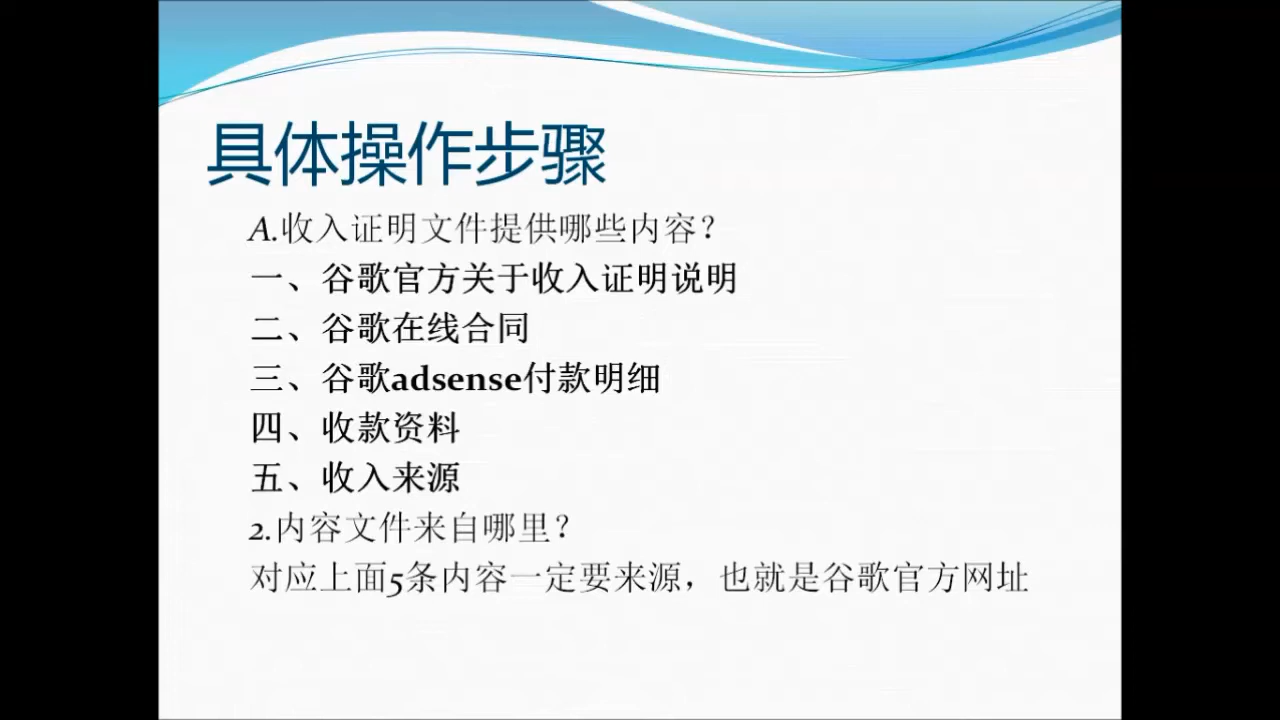 具体操作步骤
A.收入证明文件提供哪些内容？
一、谷歌官方关于收入证明说明
二、谷歌在线合同
三、谷歌adsense付款明细
四、收款资料
五、收入来源
2.内容文件来自哪里？
对应上面5条内容一定要来源，也就是谷歌官方网址